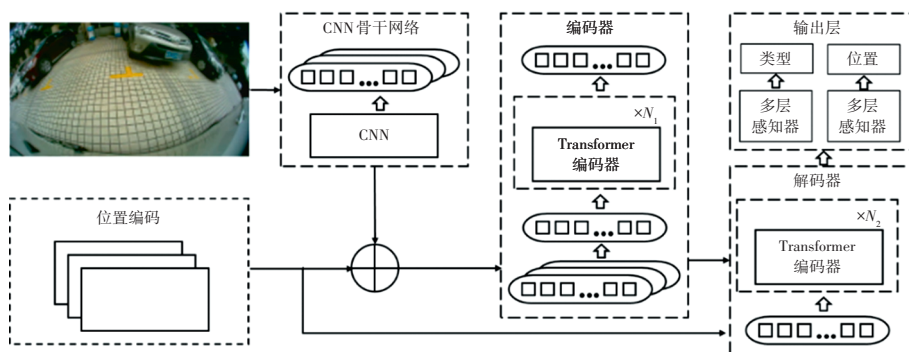 CNN骨干网络
CNN
位置编码
编码器
×N₁
Transformer
编码器
输出层
类型
位置
多层
感知器
多层
感知器
解码器
×N₂
Transformer
编码器